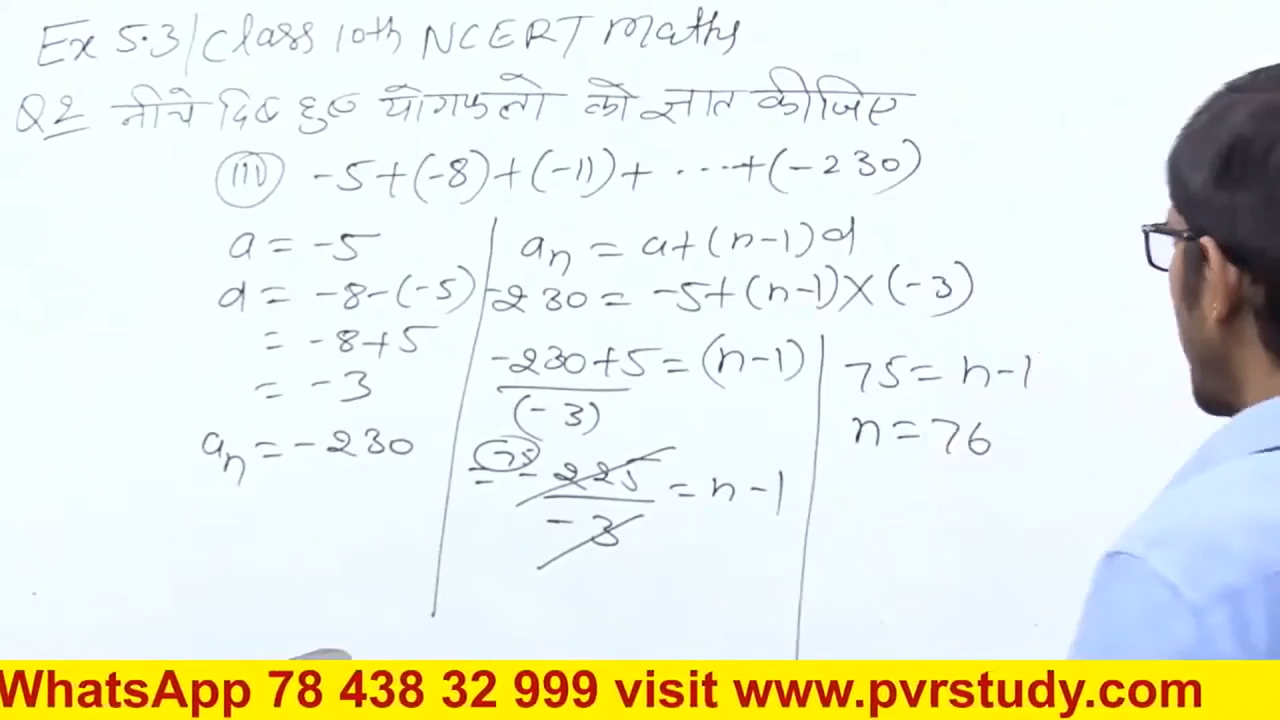 Ex 5.3/Class 10th NCERT Maths
Q2 नीचे दिए हुए योगफलो को ज्ञात कीजिए
(iii) -5+(-8)+(-11)+ ....+(-230)
a = -5
d = -8-(-5)
= -8+5
= -3
an = -230
an = a+(n-1)d
-230 = -5+(n-1)×(-3)
-230+5 = (n-1)
(-3)
75
-225 = n-1
-3
75 = n-1
n = 76
WhatsApp 78 438 32 999 visit www.pvrstudy.com